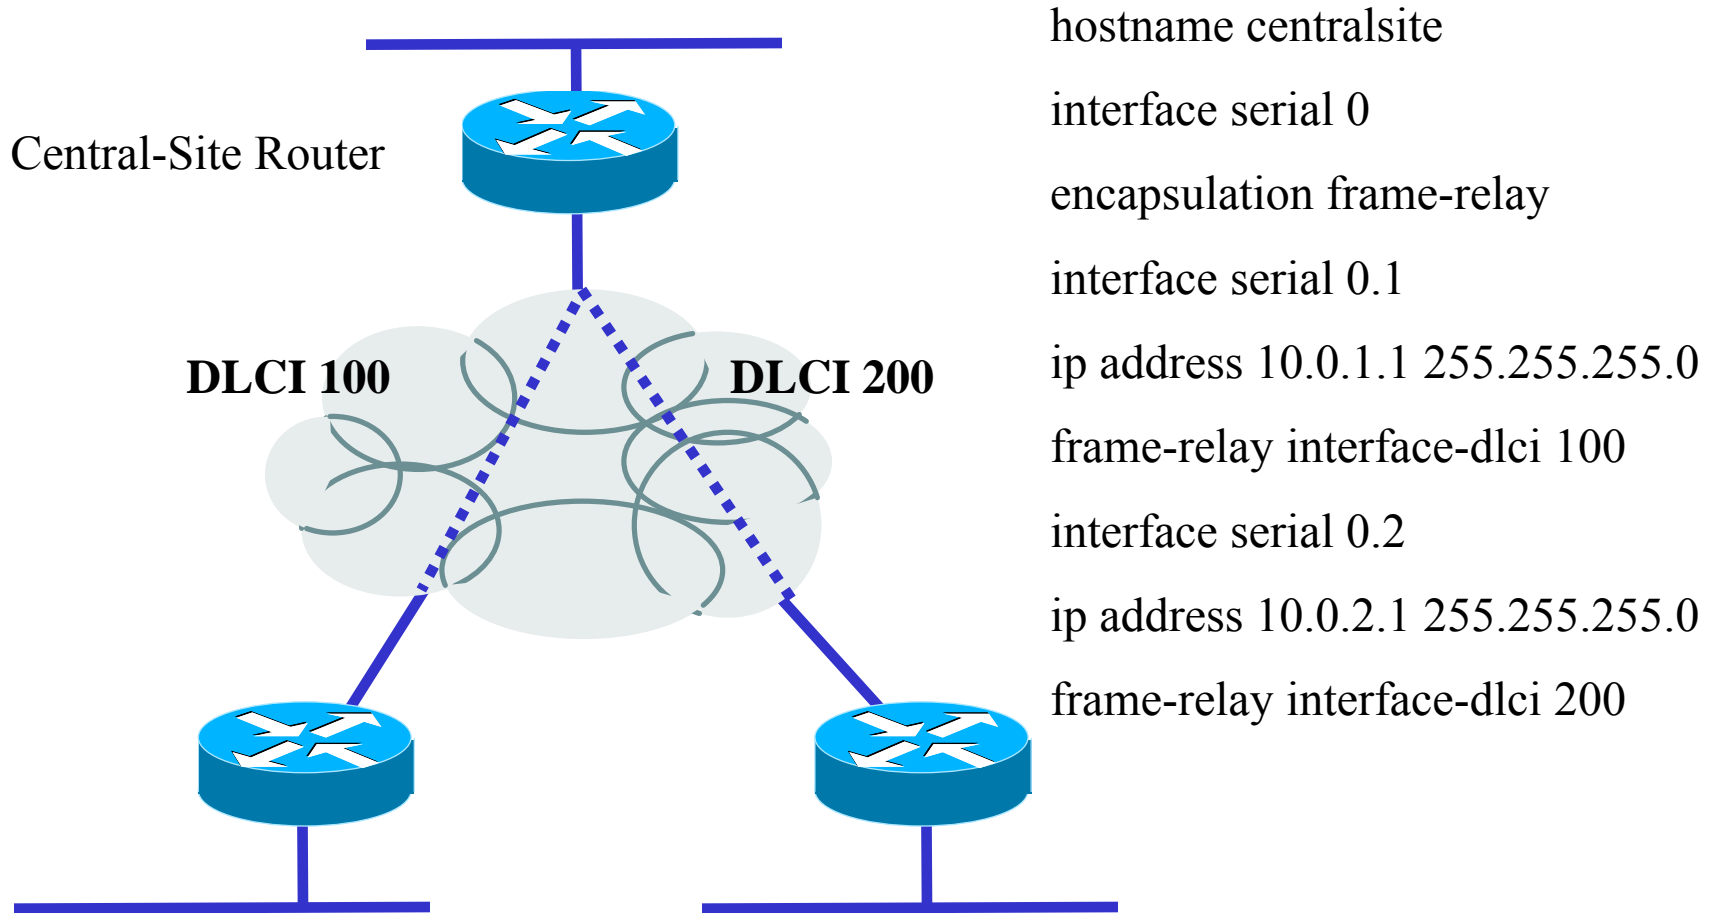 Central-Site Router
DLCI 100
DLCI 200
hostname centralsite
interface serial 0
encapsulation frame-relay
interface serial 0.1
ip address 10.0.1.1 255.255.255.0
frame-relay interface-dlci 100
interface serial 0.2
ip address 10.0.2.1 255.255.255.0
frame-relay interface-dlci 200